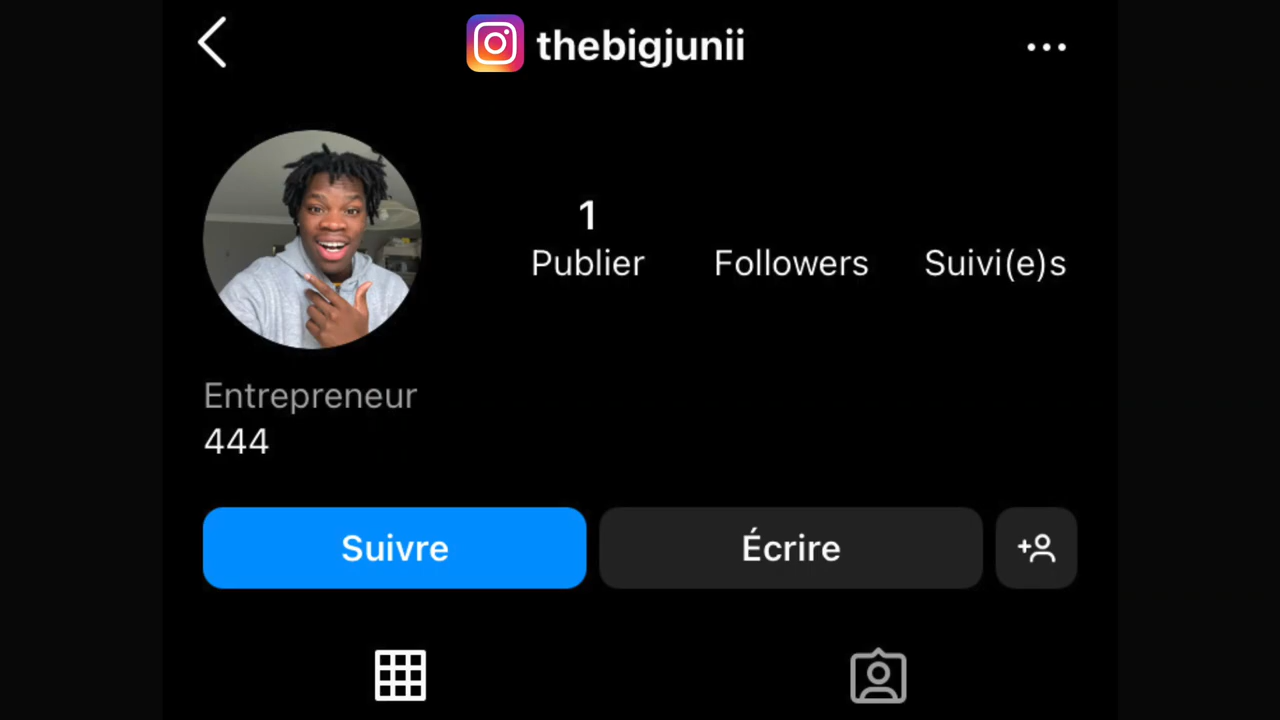 thebigjunii
1
Publier Followers Suivi(e)s
Entrepreneur
444
Suivre Écrire